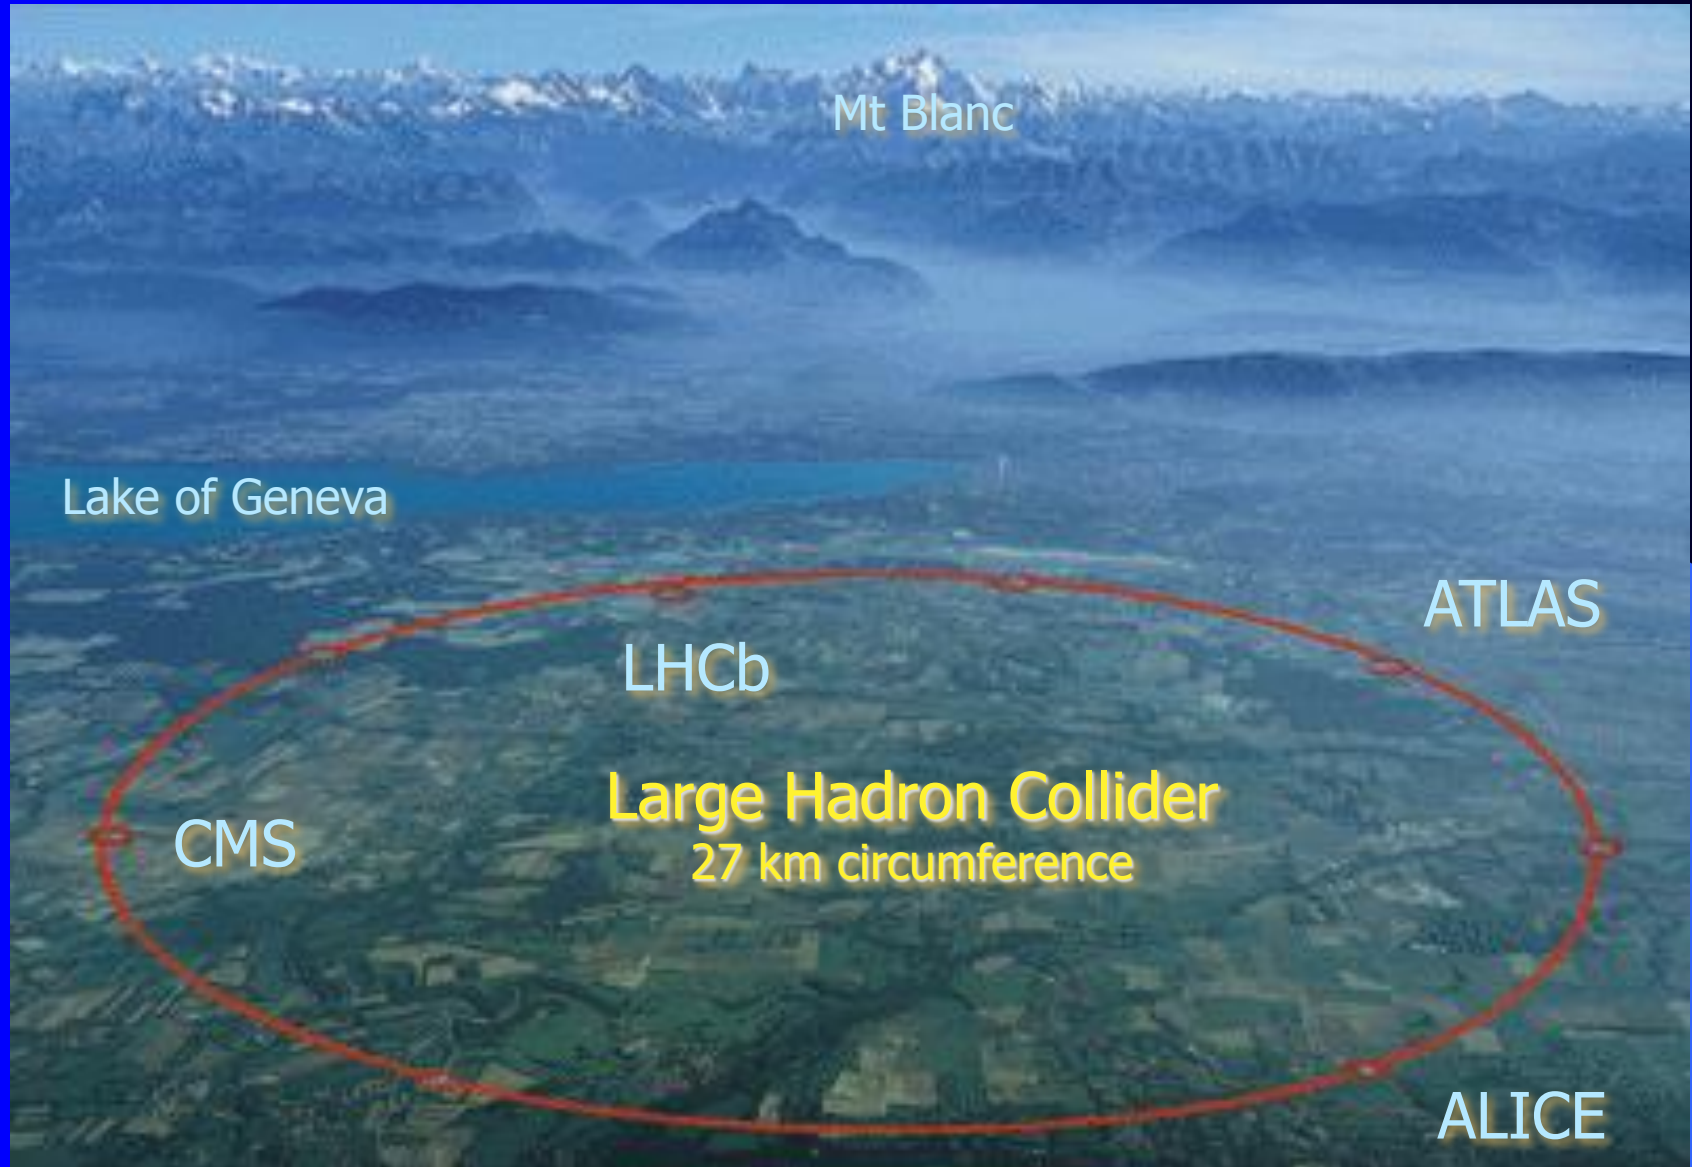 Mt Blanc
Lake of Geneva
ATLAS
LHCb
Large Hadron Collider
27 km circumference
CMS
ALICE